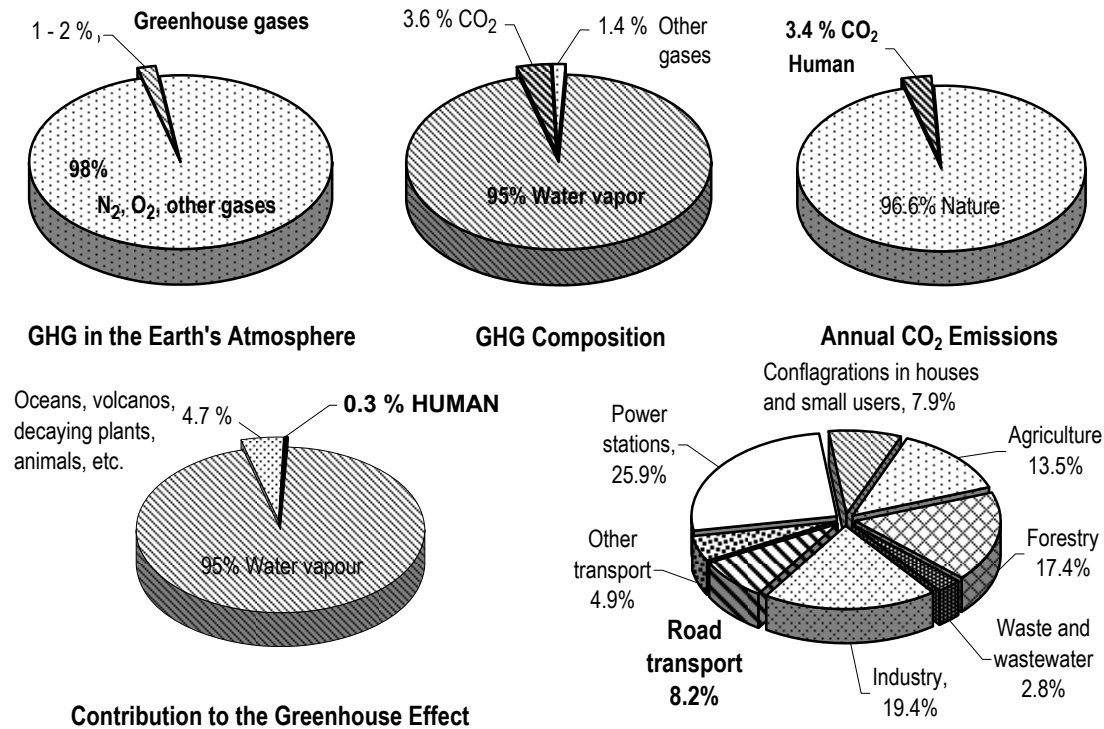 Greenhouse gases
1 - 2 %,
98%
N₂, O₂, other gases
GHG in the Earth's Atmosphere
3.6 % CO₂
1.4 % Other
gases
95% Water vapor
GHG Composition
3.4 % CO₂
Human
96.6% Nature
Annual CO₂ Emissions
Oceans, volcanos,
decaying plants,
animals, etc.
4.7 %
0.3 % HUMAN
95% Water vapour
Contribution to the Greenhouse Effect
Conflagrations in houses
and small users, 7.9%
Power
stations,
25.9%
Agriculture
13.5%
Other
transport
4.9%
Forestry
17.4%
Road
transport
8.2%
Industry,
19.4%
Waste and
wastewater
2.8%